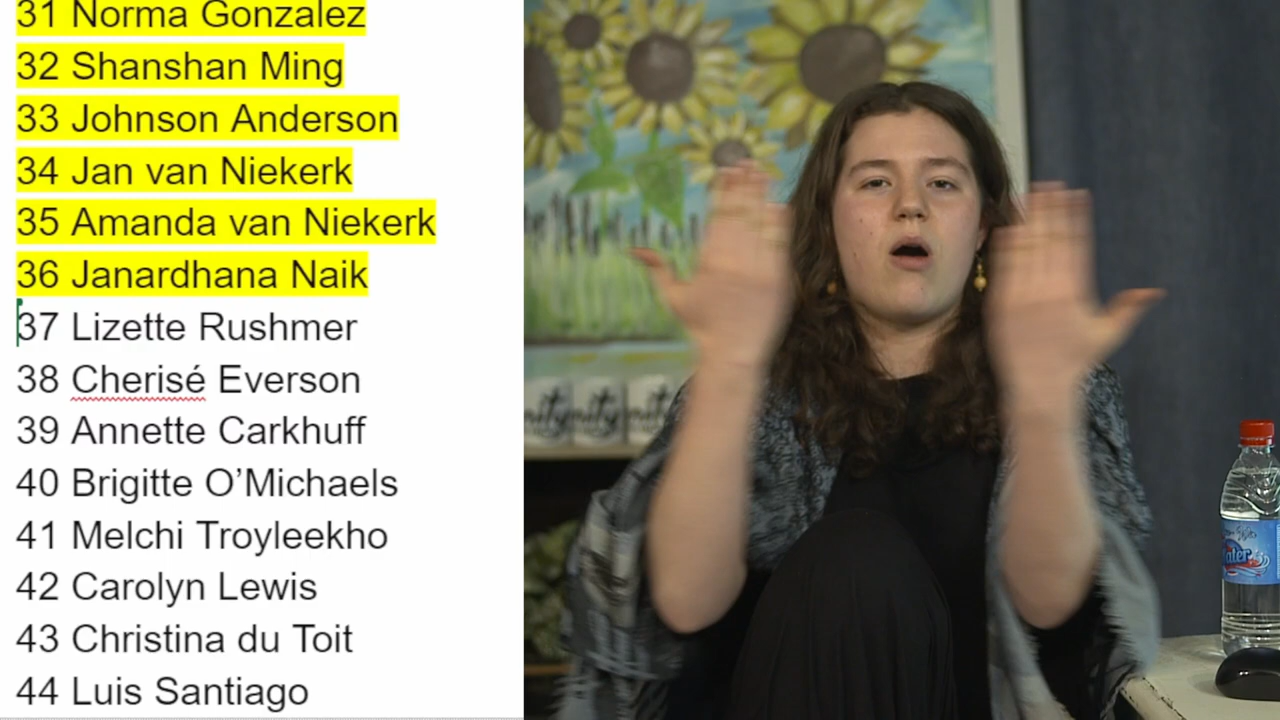 31 Norma Gonzalez
32 Shanshan Ming
33 Johnson Anderson
34 Jan van Niekerk
35 Amanda van Niekerk
36 Janardhana Naik
37 Lizette Rushmer
38 Cherisé Everson
39 Annette Carkhuff
40 Brigitte O’Michaels
41 Melchi Troyleekho
42 Carolyn Lewis
43 Christina du Toit
44 Luis Santiago